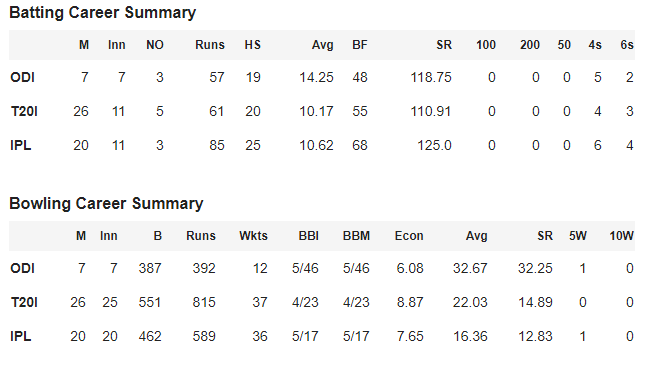 Batting Career Summary
M Inn NO Runs HS Avg BF SR 100 200 50 4s 6s
ODI 7 7 3 57 19 14.25 48 118.75 0 0 0 5 2
T20I 26 11 5 61 20 10.17 55 110.91 0 0 0 4 3
IPL 20 11 3 85 25 10.62 68 125.0 0 0 0 6 4
Bowling Career Summary
M Inn B Runs Wkts BBI BBM Econ Avg SR 5W 10W
ODI 7 7 387 392 12 5/46 5/46 6.08 32.67 32.25 1 0
T20I 26 25 551 815 37 4/23 4/23 8.87 22.03 14.89 0 0
IPL 20 20 462 589 36 5/17 5/17 7.65 16.36 12.83 1 0